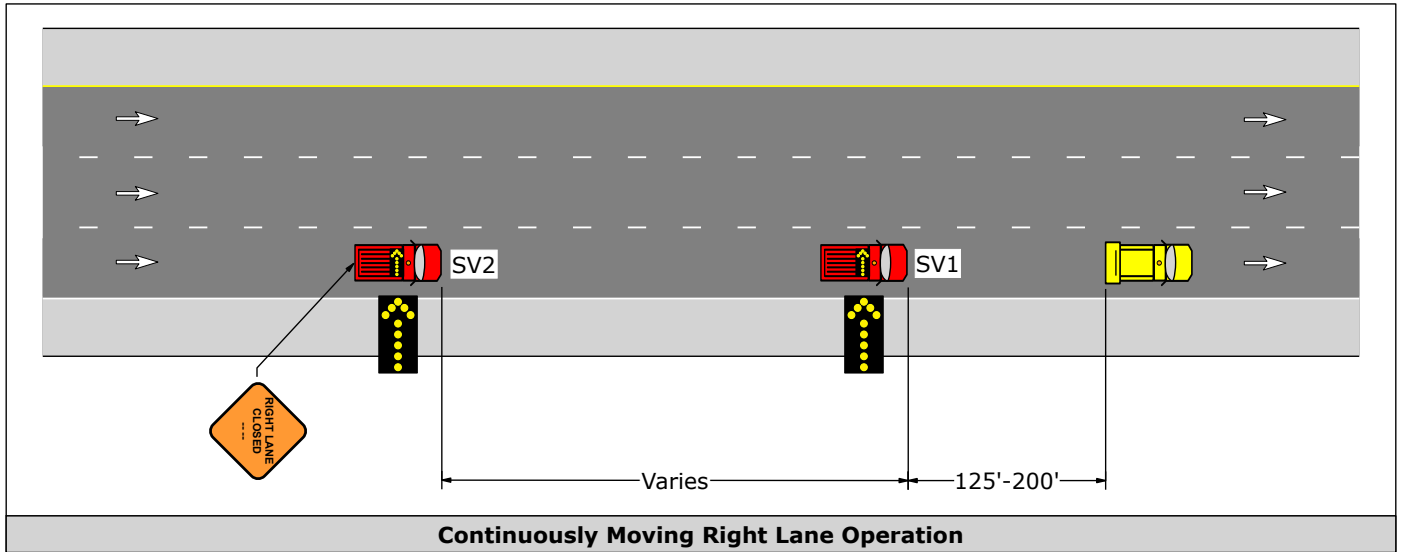 SV2
SV1
RIGHT LANE
CLOSED
-- --
Varies
125'-200'
Continuously Moving Right Lane Operation